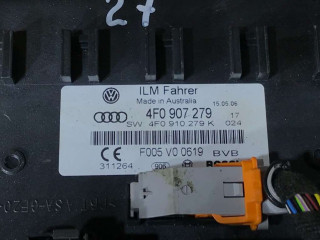 27
ILM Fahrer
Made in Australia 15.05.06
4F0 907 279 17
SW 4F0 910 279 K 024
F005 V0 0619 BVB
311264